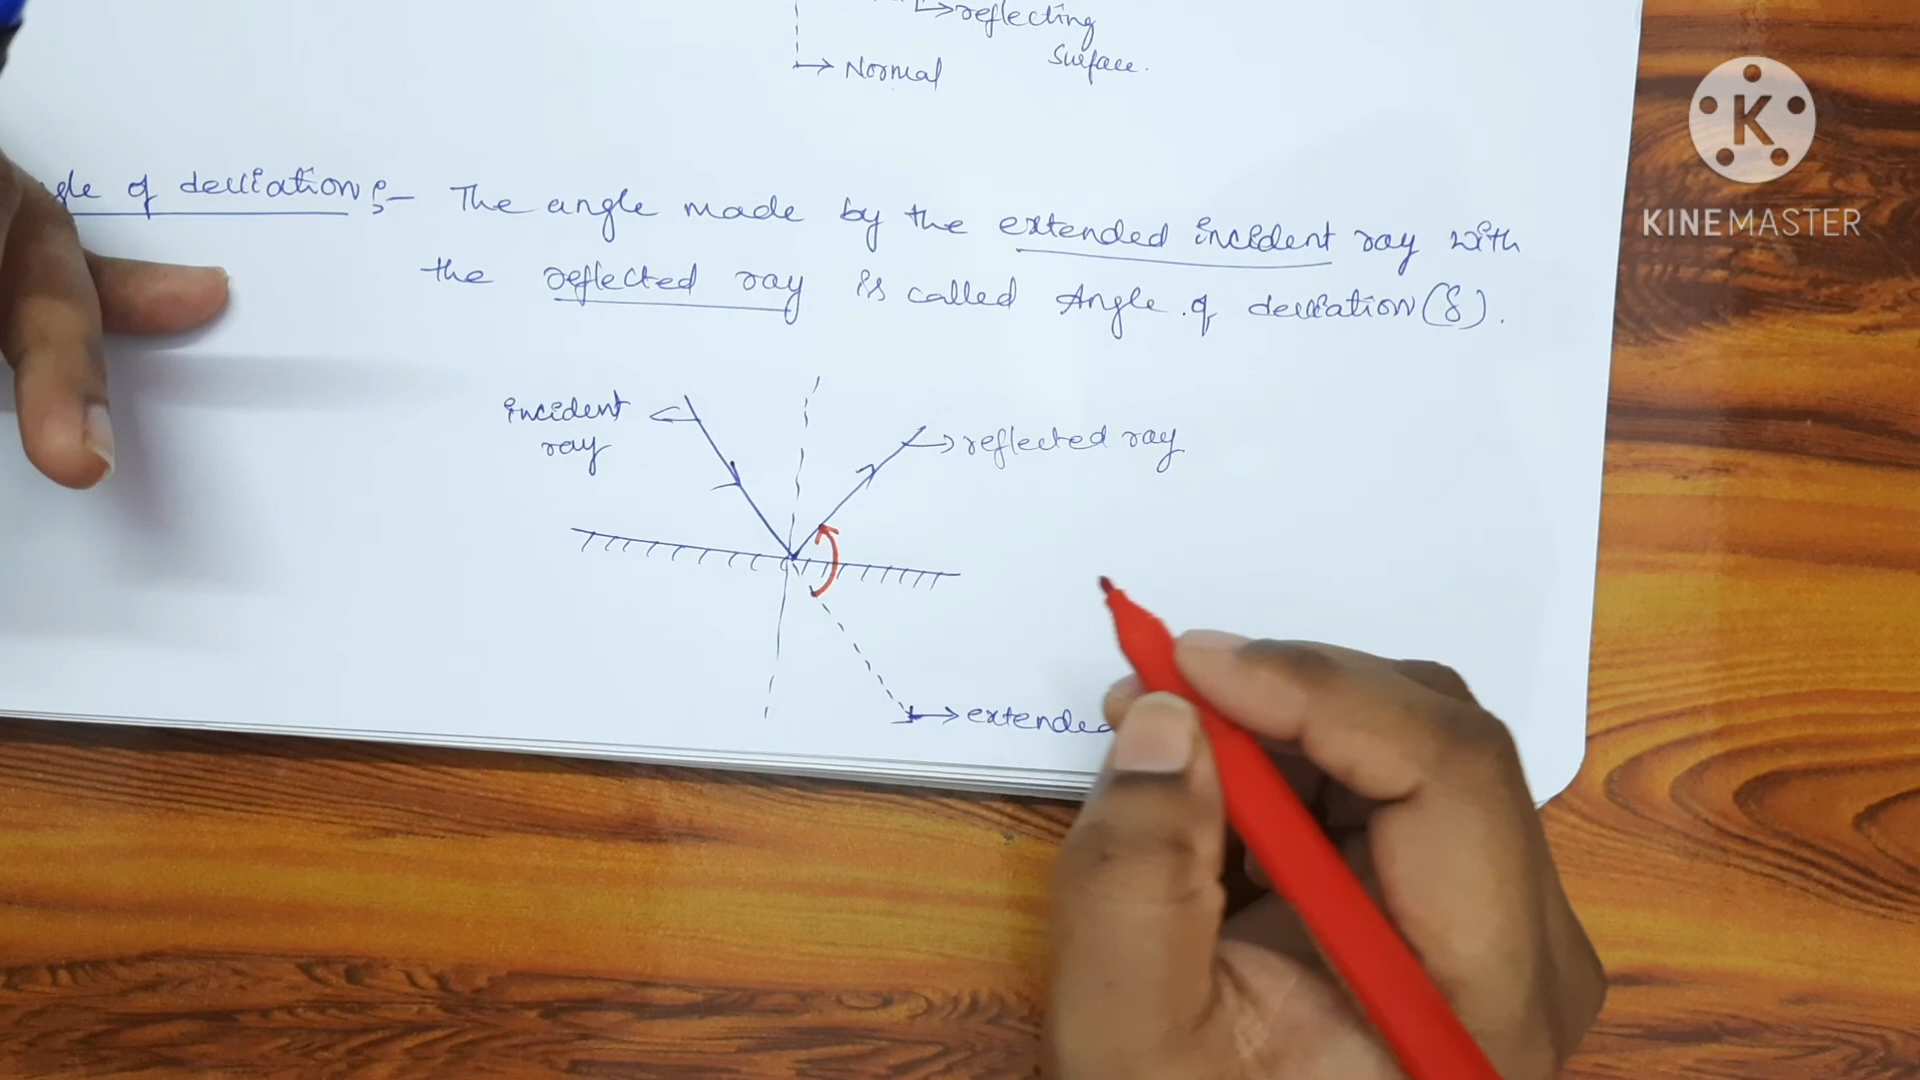 reflecting
surface.
Normal
gle of deviation :- The angle made by the extended incident ray with
the reflected ray is called Angle of deviation (δ).
incident
ray
reflected ray
extended
K
KINEMASTER